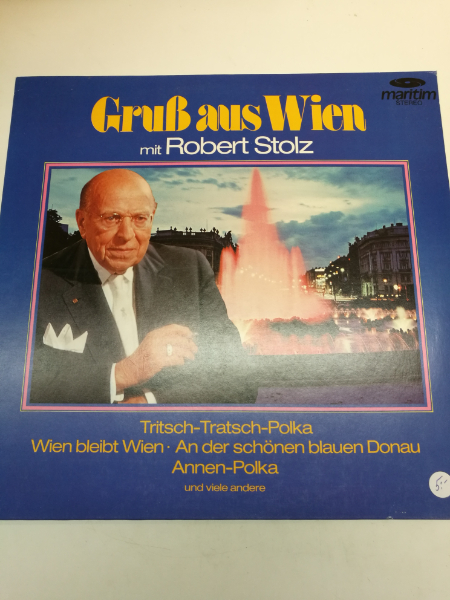 maritim
STEREO
Gruß aus Wien
mit Robert Stolz
Tritsch-Tratsch-Polka
Wien bleibt Wien · An der schönen blauen Donau
Annen-Polka
und viele andere
5.-